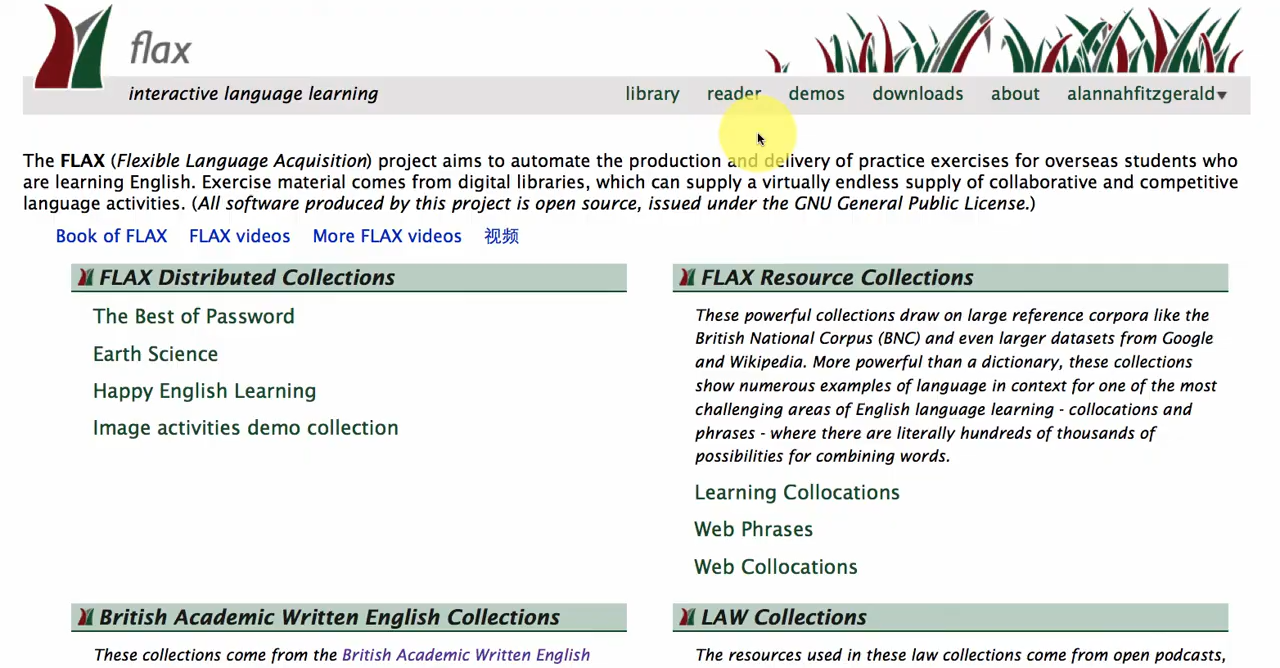 flax
interactive language learning
library reader demos downloads about alannahfitzgerald▼
The FLAX (Flexible Language Acquisition) project aims to automate the production and delivery of practice exercises for overseas students who
are learning English. Exercise material comes from digital libraries, which can supply a virtually endless supply of collaborative and competitive
language activities. (All software produced by this project is open source, issued under the GNU General Public License.)
Book of FLAX FLAX videos More FLAX videos 视频
FLAX Distributed Collections
The Best of Password
Earth Science
Happy English Learning
Image activities demo collection
FLAX Resource Collections
These powerful collections draw on large reference corpora like the
British National Corpus (BNC) and even larger datasets from Google
and Wikipedia. More powerful than a dictionary, these collections
show numerous examples of language in context for one of the most
challenging areas of English language learning - collocations and
phrases - where there are literally hundreds of thousands of
possibilities for combining words.
Learning Collocations
Web Phrases
Web Collocations
British Academic Written English Collections
These collections come from the British Academic Written English
LAW Collections
The resources used in these law collections come from open podcasts,